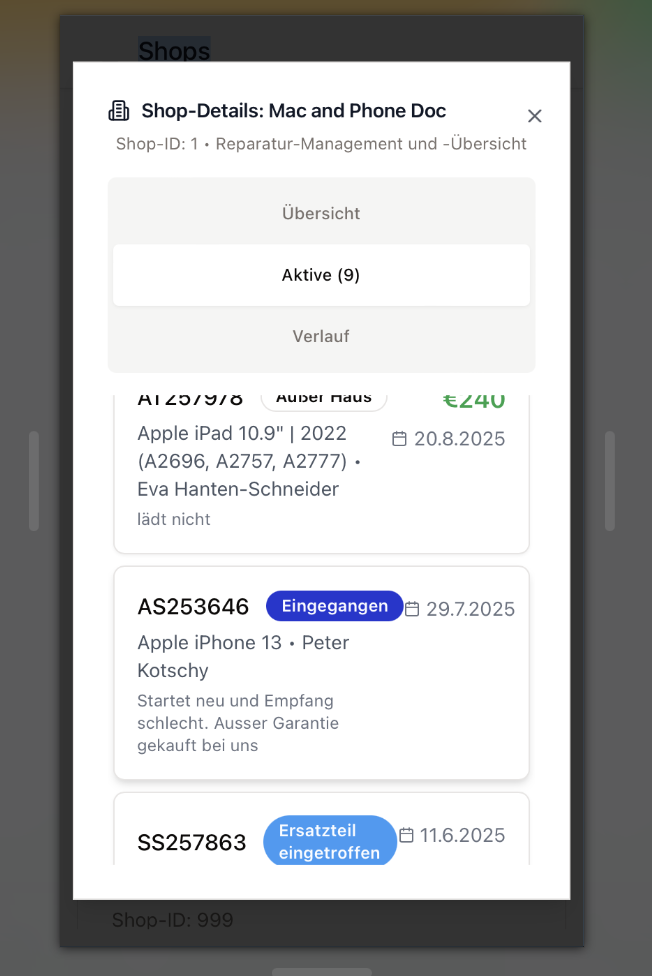 Shops
Shop-Details: Mac and Phone Doc
Shop-ID: 1 • Reparatur-Management und -Übersicht
Übersicht
Aktive (9)
Verlauf
AT257978 Außer Haus €240
Apple iPad 10.9" | 2022 20.8.2025
(A2696, A2757, A2777) •
Eva Hanten-Schneider
lädt nicht
AS253646 Eingegangen 29.7.2025
Apple iPhone 13 • Peter
Kotschy
Startet neu und Empfang
schlecht. Ausser Garantie
gekauft bei uns
SS257863 Ersatzteil 11.6.2025
eingetroffen
Shop-ID: 999